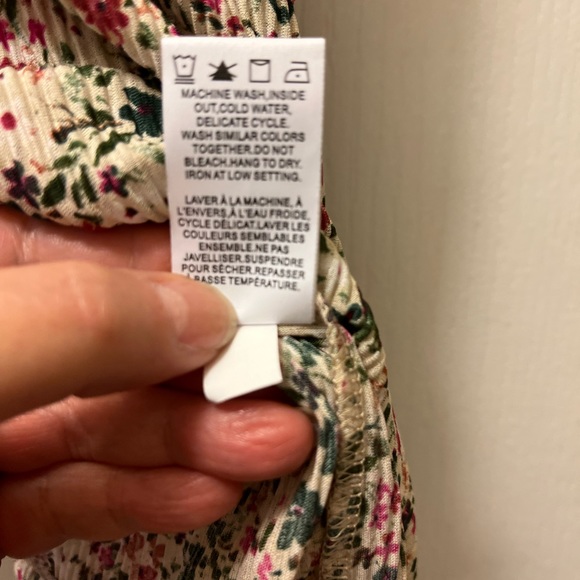 MACHINE WASH,INSIDE
OUT,COLD WATER,
DELICATE CYCLE.
WASH SIMILAR COLORS
TOGETHER.DO NOT
BLEACH.HANG TO DRY.
IRON AT LOW SETTING.
LAVER À LA MACHINE, À
L'ENVERS,À L'EAU FROIDE,
CYCLE DÉLICAT.LAVER LES
COULEURS SEMBLABLES
ENSEMBLE.NE PAS
JAVELLISER.SUSPENDRE
POUR SÉCHER.REPASSER
À BASSE TEMPÉRATURE.